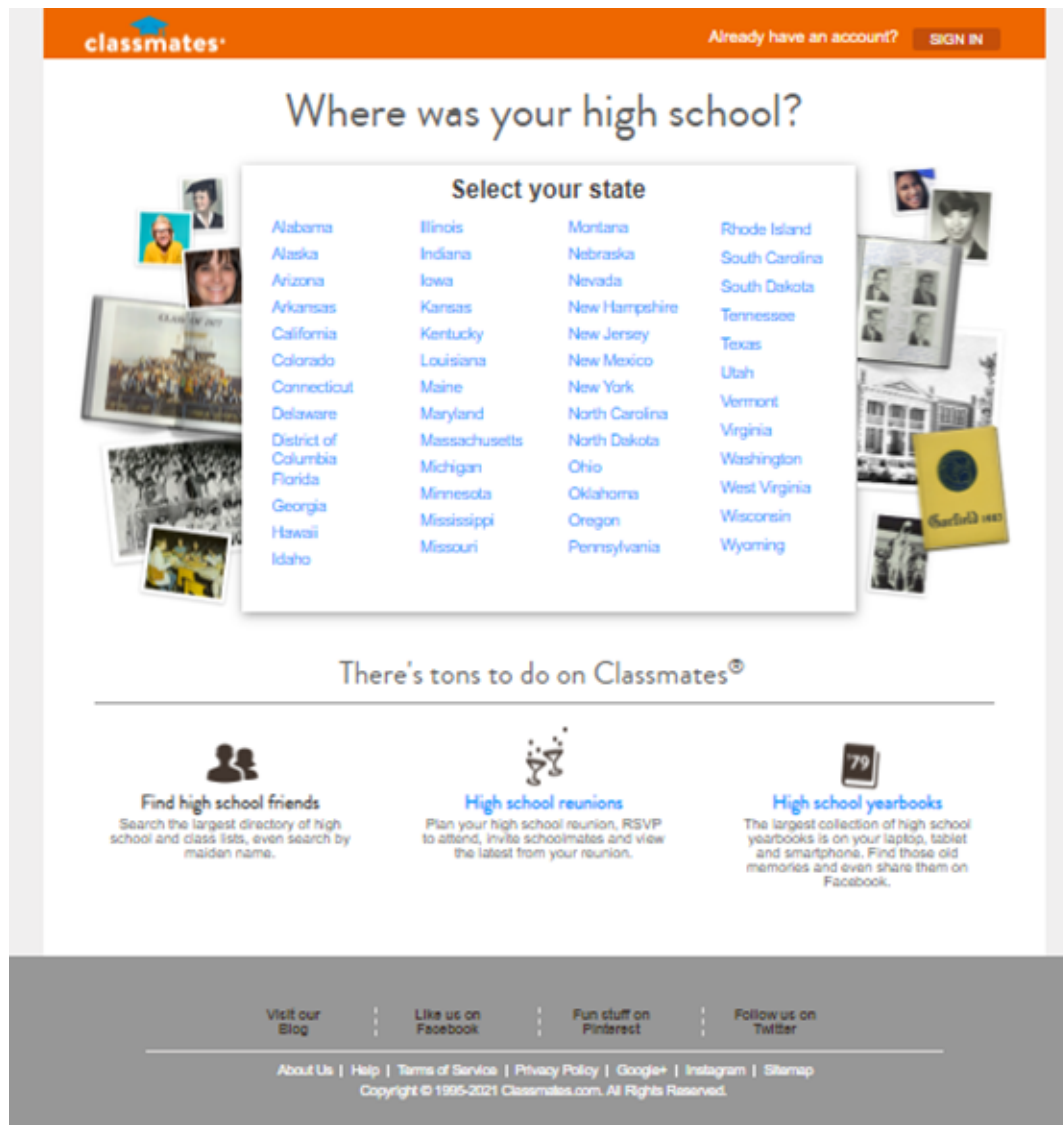 classmates
Already have an account? SIGN IN
Where was your high school?
Select your state
Alabama
Alaska
Arizona
Arkansas
California
Colorado
Connecticut
Delaware
District of
Columbia
Florida
Georgia
Hawaii
Idaho
Illinois
Indiana
Iowa
Kansas
Kentucky
Louisiana
Maine
Maryland
Massachusetts
Michigan
Minnesota
Mississippi
Missouri
Montana
Nebraska
Nevada
New Hampshire
New Jersey
New Mexico
New York
North Carolina
North Dakota
Ohio
Oklahoma
Oregon
Pennsylvania
Rhode Island
South Carolina
South Dakota
Tennessee
Texas
Utah
Vermont
Virginia
Washington
West Virginia
Wisconsin
Wyoming
CLASS OF 1977
Garfield 1985
There's tons to do on Classmates®
Find high school friends
Search the largest directory of high
school and class lists, even search by
maiden name.
High school reunions
Plan your high school reunion, RSVP
to attend, invite schoolmates and view
the latest from your reunion.
'79
High school yearbooks
The largest collection of high school
yearbooks is on your laptop, tablet
and smartphone. Find those old
memories and even share them on
Facebook.
Visit our
Blog
Like us on
Facebook
Fun stuff on
Pinterest
Follow us on
Twitter
About Us | Help | Terms of Service | Privacy Policy | Google+ | Instagram | Sitemap
Copyright © 1995-2021 Classmates.com. All Rights Reserved.